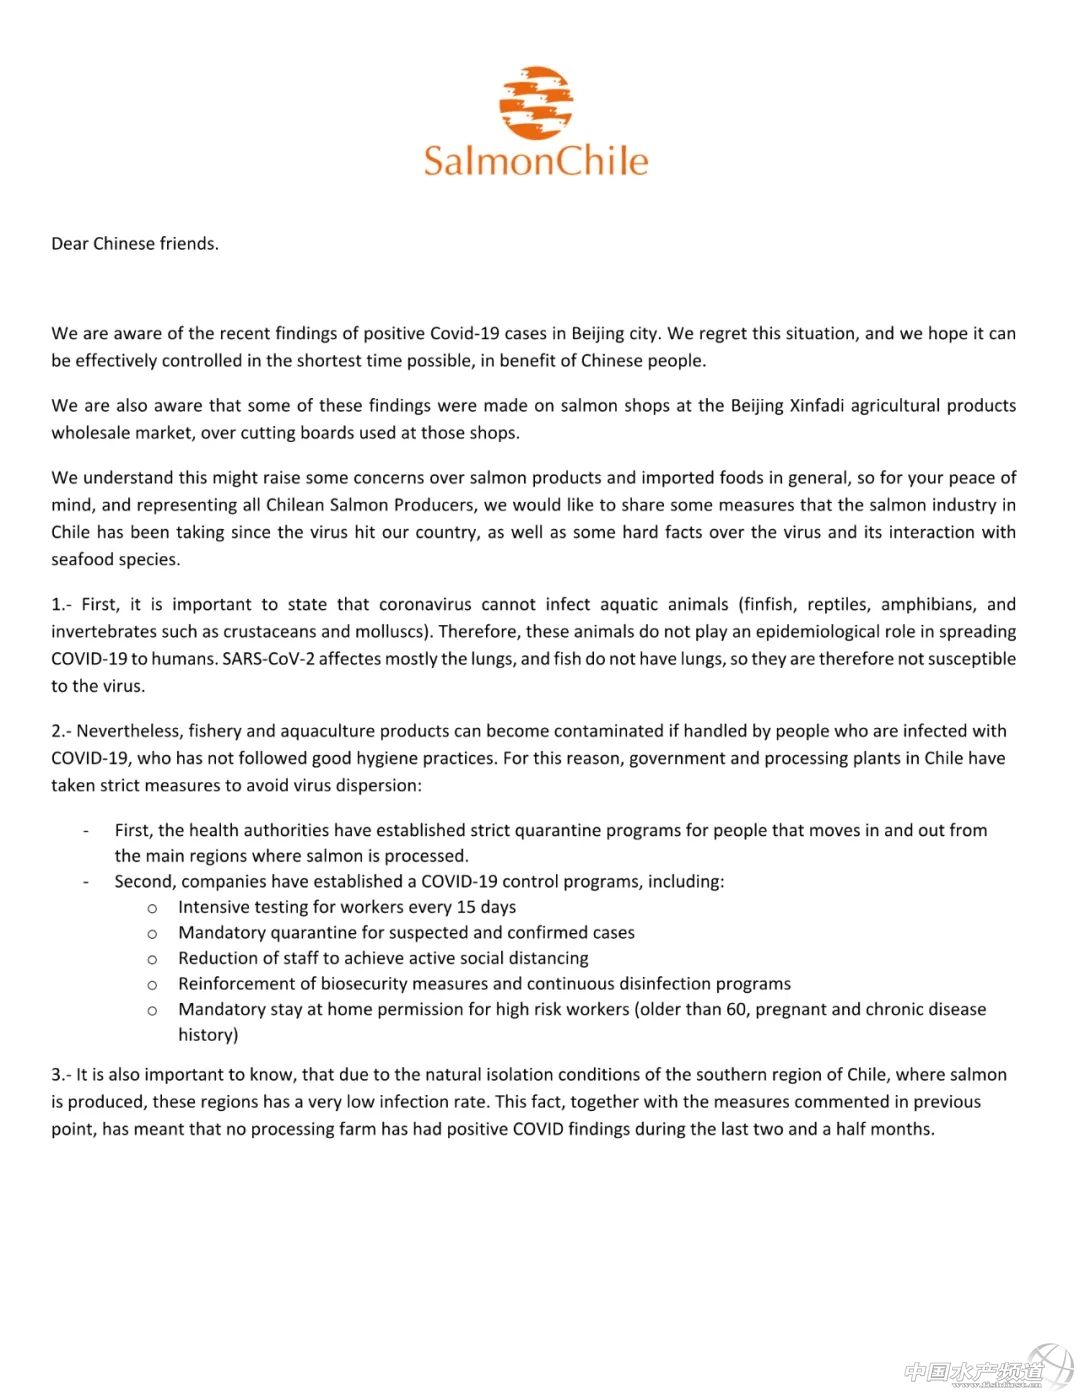 SalmonChile
Dear Chinese friends.
We are aware of the recent findings of positive Covid-19 cases in Beijing city. We regret this situation, and we hope it can
be effectively controlled in the shortest time possible, in benefit of Chinese people.
We are also aware that some of these findings were made on salmon shops at the Beijing Xinfadi agricultural products
wholesale market, over cutting boards used at those shops.
We understand this might raise some concerns over salmon products and imported foods in general, so for your peace of
mind, and representing all Chilean Salmon Producers, we would like to share some measures that the salmon industry in
Chile has been taking since the virus hit our country, as well as some hard facts over the virus and its interaction with
seafood species.
1.- First, it is important to state that coronavirus cannot infect aquatic animals (finfish, reptiles, amphibians, and
invertebrates such as crustaceans and molluscs). Therefore, these animals do not play an epidemiological role in spreading
COVID-19 to humans. SARS-CoV-2 affectes mostly the lungs, and fish do not have lungs, so they are therefore not susceptible
to the virus.
2.- Nevertheless, fishery and aquaculture products can become contaminated if handled by people who are infected with
COVID-19, who has not followed good hygiene practices. For this reason, government and processing plants in Chile have
taken strict measures to avoid virus dispersion:
- First, the health authorities have established strict quarantine programs for people that moves in and out from
the main regions where salmon is processed.
- Second, companies have established a COVID-19 control programs, including:
o Intensive testing for workers every 15 days
o Mandatory quarantine for suspected and confirmed cases
o Reduction of staff to achieve active social distancing
o Reinforcement of biosecurity measures and continuous disinfection programs
o Mandatory stay at home permission for high risk workers (older than 60, pregnant and chronic disease
history)
3.- It is also important to know, that due to the natural isolation conditions of the southern region of Chile, where salmon
is produced, these regions has a very low infection rate. This fact, together with the measures commented in previous
point, has meant that no processing farm has had positive COVID findings during the last two and a half months.
中国水产频道
www.fishfirst.cn